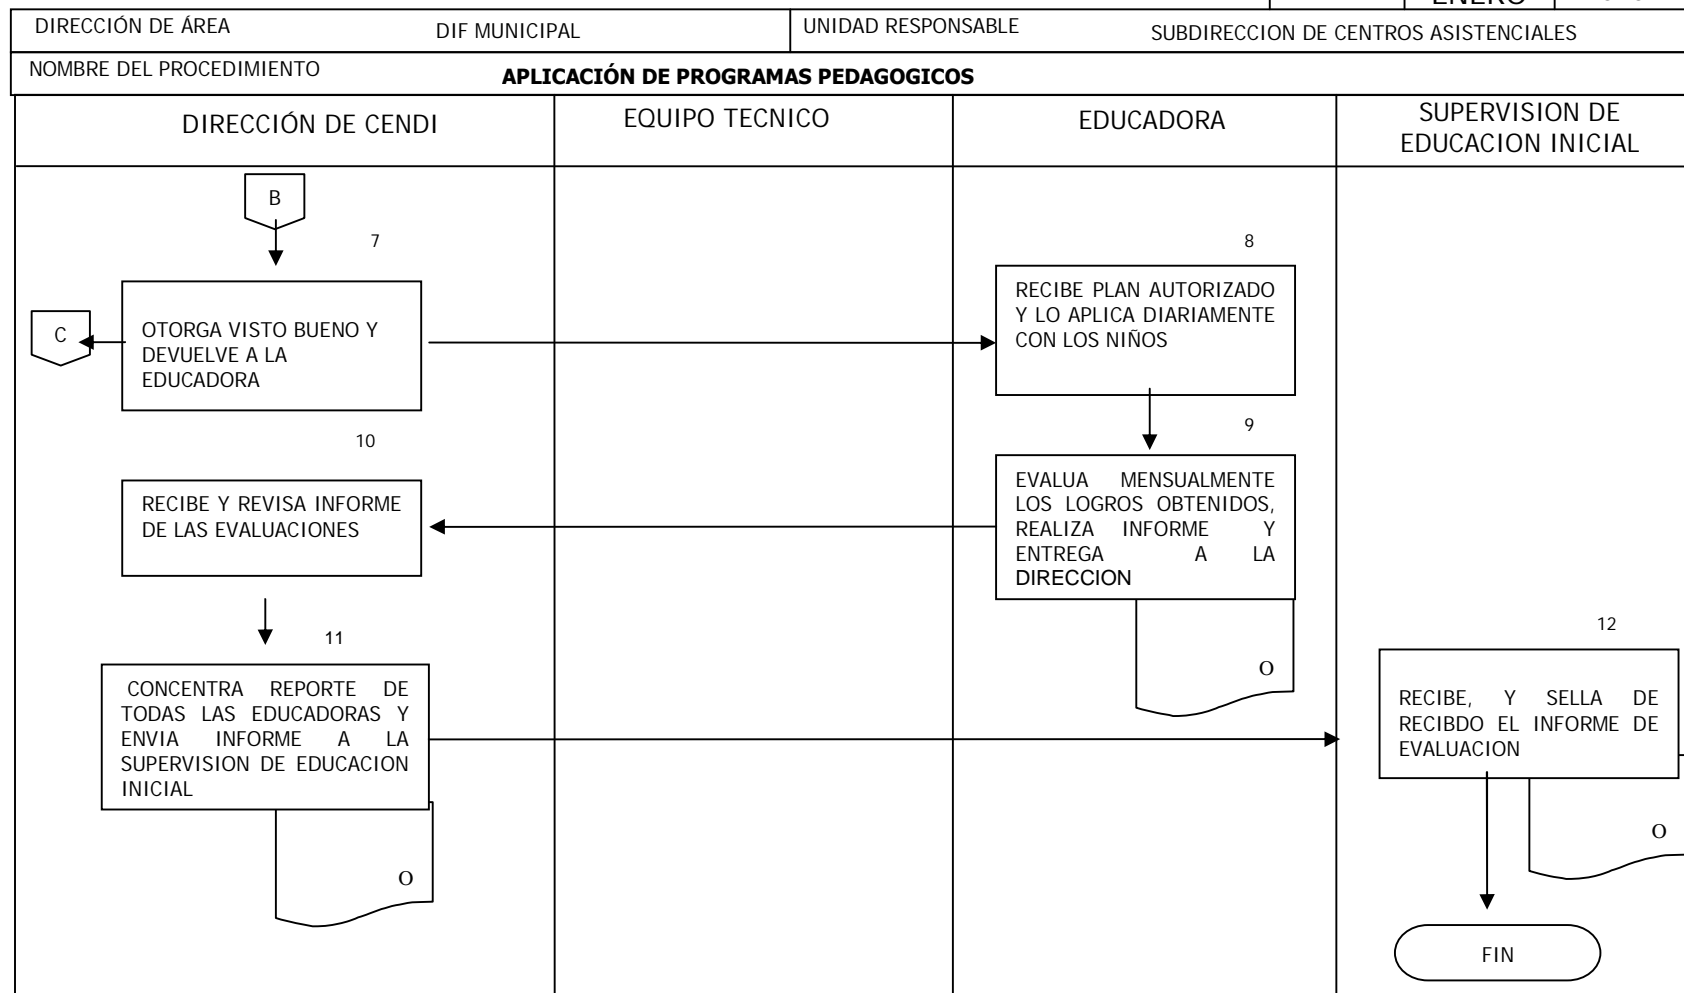 ENERO
DIRECCIÓN DE ÁREA
DIF MUNICIPAL
UNIDAD RESPONSABLE
SUBDIRECCION DE CENTROS ASISTENCIALES
NOMBRE DEL PROCEDIMIENTO
APLICACIÓN DE PROGRAMAS PEDAGOGICOS
DIRECCIÓN DE CENDI
EQUIPO TECNICO
EDUCADORA
SUPERVISION DE
EDUCACION INICIAL
B
7
C
OTORGA VISTO BUENO Y
DEVUELVE A LA
EDUCADORA
8
RECIBE PLAN AUTORIZADO
Y LO APLICA DIARIAMENTE
CON LOS NIÑOS
9
EVALUA MENSUALMENTE
LOS LOGROS OBTENIDOS,
REALIZA INFORME Y
ENTREGA A LA
DIRECCION
O
10
RECIBE Y REVISA INFORME
DE LAS EVALUACIONES
11
CONCENTRA REPORTE DE
TODAS LAS EDUCADORAS Y
ENVIA INFORME A LA
SUPERVISION DE EDUCACION
INICIAL
O
12
RECIBE, Y SELLA DE
RECIBDO EL INFORME DE
EVALUACION
O
FIN